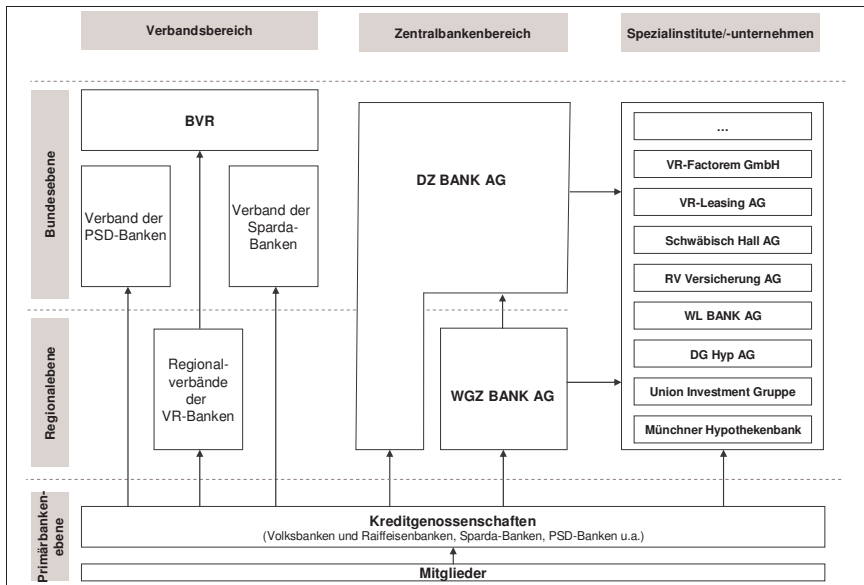 Verbandsbereich
Zentralbankenbereich
Spezialinstitute/-unternehmen
Bundesebene
BVR
Verband der
PSD-Banken
Verband der
Sparda-
Banken
DZ BANK AG
...
VR-Factorem GmbH
VR-Leasing AG
Schwäbisch Hall AG
RV Versicherung AG
WL BANK AG
DG Hyp AG
Union Investment Gruppe
Münchner Hypothekenbank
Regionalebene
Regional-
verbände
der
VR-Banken
WGZ BANK AG
Primärbanken-
ebene
Kreditgenossenschaften
(Volksbanken und Raiffeisenbanken, Sparda-Banken, PSD-Banken u.a.)
Mitglieder